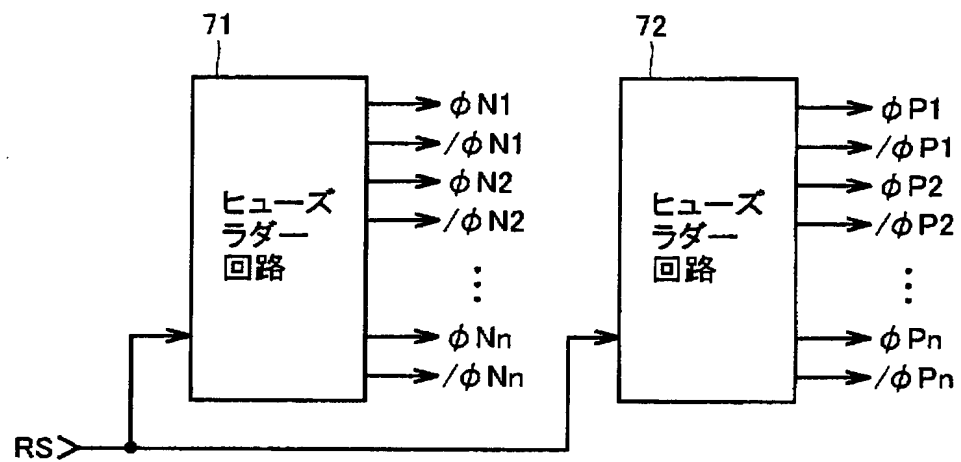 71
72
ヒューズ
ラダー
回路
φN1
/φN1
φN2
/φN2
⋮
φNn
/φNn
ヒューズ
ラダー
回路
φP1
/φP1
φP2
/φP2
⋮
φPn
/φPn
RS